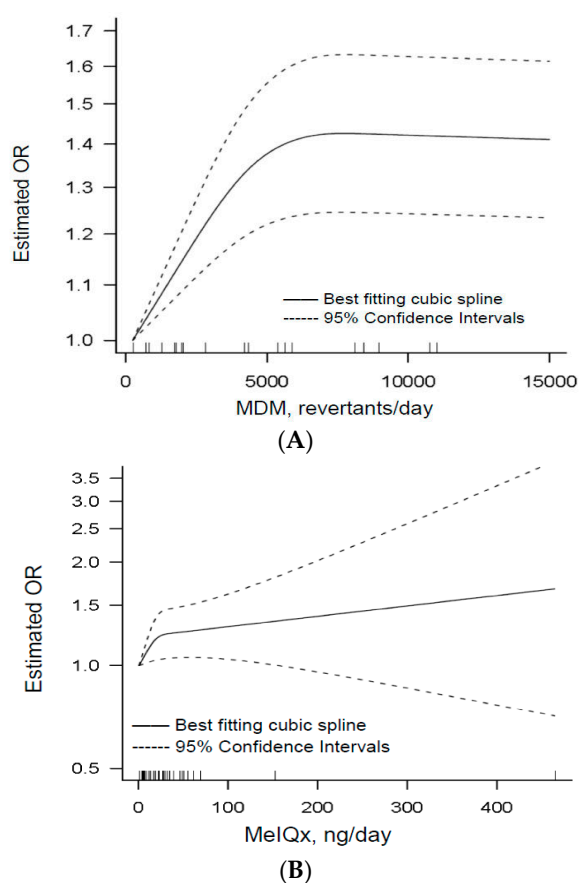 1.7
1.6
1.5
1.4
1.3
1.2
1.1
1.0
Estimated OR
Best fitting cubic spline
95% Confidence Intervals
0 5000 10000 15000
MDM, revertants/day
(A)
3.5
3.0
2.5
2.0
1.5
1.0
0.5
Estimated OR
Best fitting cubic spline
95% Confidence Intervals
0 100 200 300 400
MeIQx, ng/day
(B)